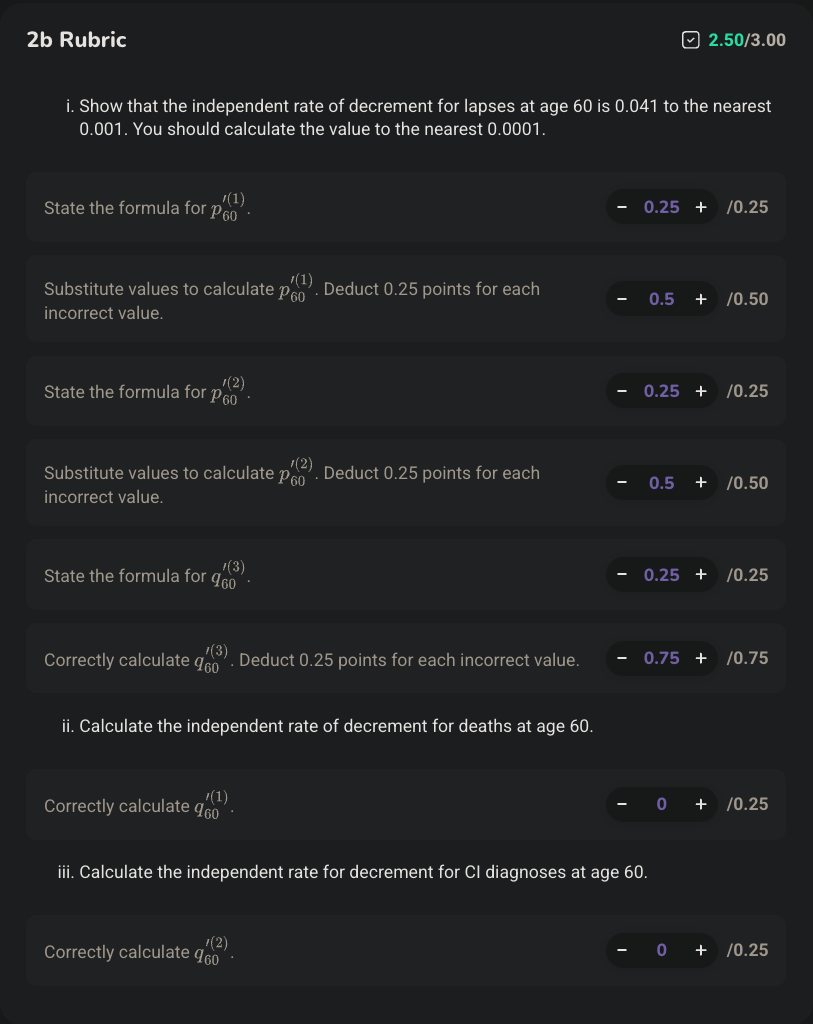 2b Rubric
2.50/3.00
i. Show that the independent rate of decrement for lapses at age 60 is 0.041 to the nearest
0.001. You should calculate the value to the nearest 0.0001.
State the formula for p′(1)60.
− 0.25 + /0.25
Substitute values to calculate p′(1)60. Deduct 0.25 points for each
incorrect value.
− 0.5 + /0.50
State the formula for p′(2)60.
− 0.25 + /0.25
Substitute values to calculate p′(2)60. Deduct 0.25 points for each
incorrect value.
− 0.5 + /0.50
State the formula for q′(3)60.
− 0.25 + /0.25
Correctly calculate q′(3)60. Deduct 0.25 points for each incorrect value.
− 0.75 + /0.75
ii. Calculate the independent rate of decrement for deaths at age 60.
Correctly calculate q′(1)60.
− 0 + /0.25
iii. Calculate the independent rate for decrement for CI diagnoses at age 60.
Correctly calculate q′(2)60.
− 0 + /0.25